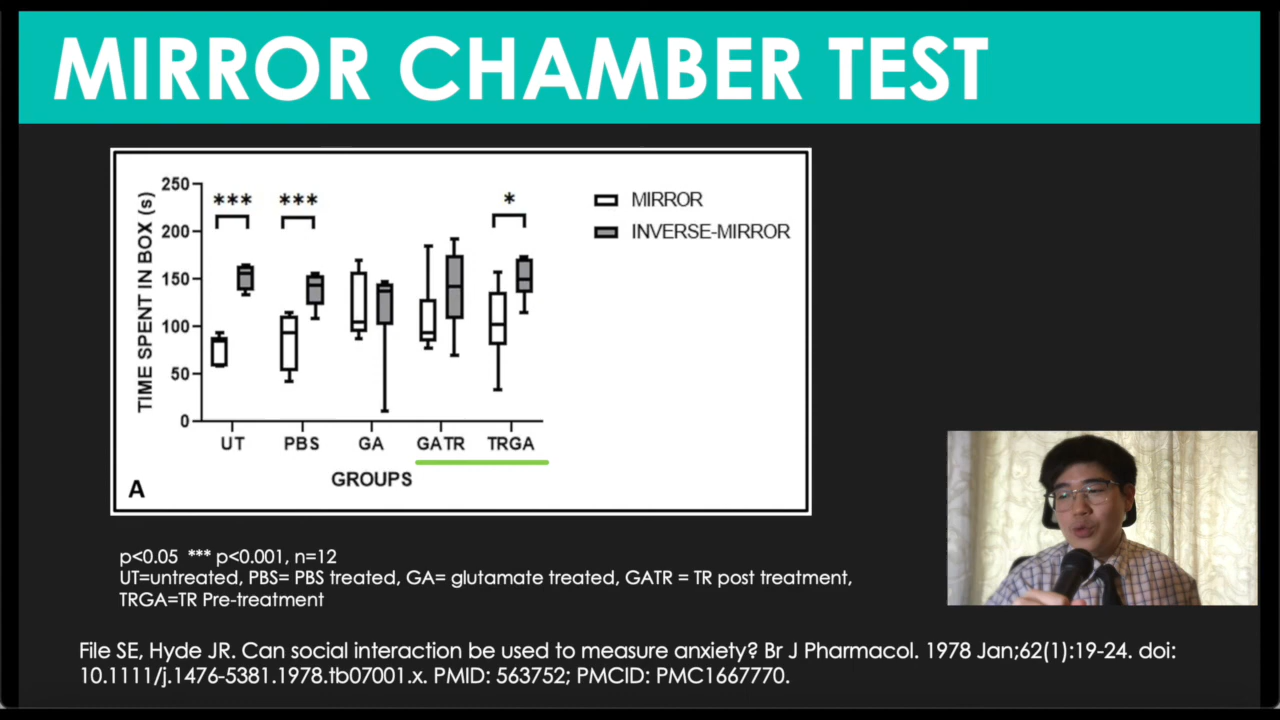 MIRROR CHAMBER TEST
250
200
150
100
50
0
TIME SPENT IN BOX (s)
*** *** *
MIRROR
INVERSE-MIRROR
UT PBS GA GATR TRGA
GROUPS
A
p<0.05 *** p<0.001, n=12
UT=untreated, PBS= PBS treated, GA= glutamate treated, GATR = TR post treatment,
TRGA=TR Pre-treatment
File SE, Hyde JR. Can social interaction be used to measure anxiety? Br J Pharmacol. 1978 Jan;62(1):19-24. doi:
10.1111/j.1476-5381.1978.tb07001.x. PMID: 563752; PMCID: PMC1667770.